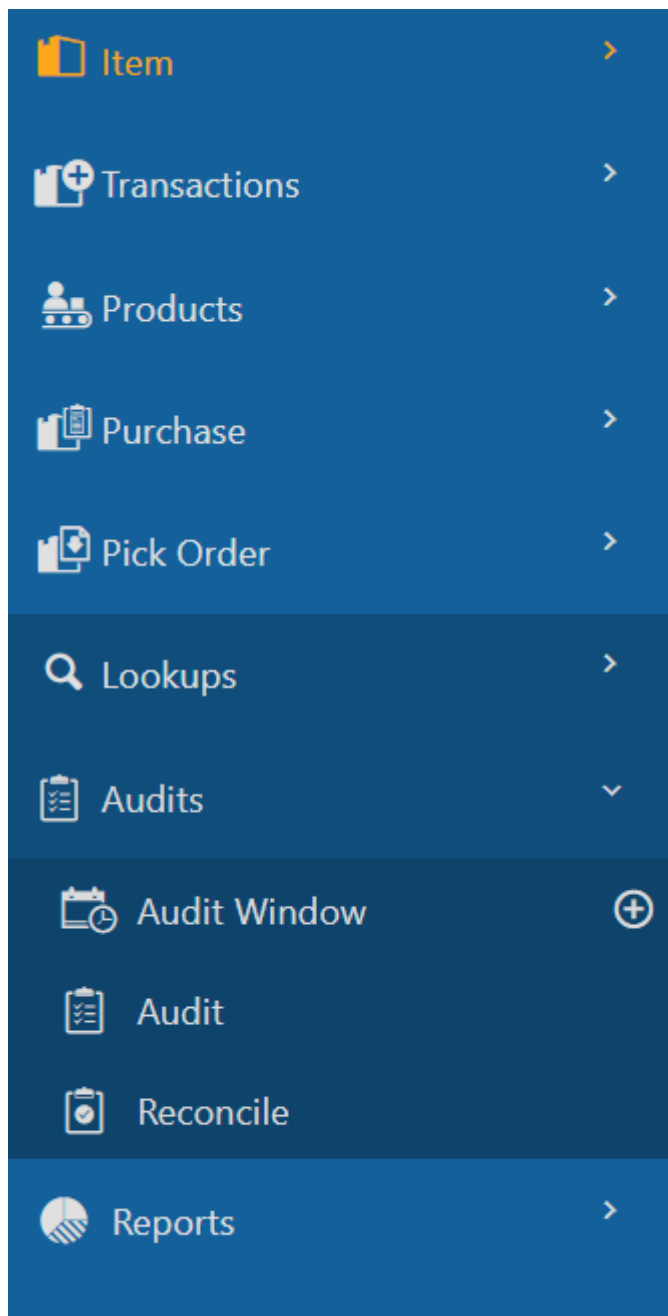 Item
Transactions
Products
Purchase
Pick Order
Lookups
Audits
Audit Window
Audit
Reconcile
Reports